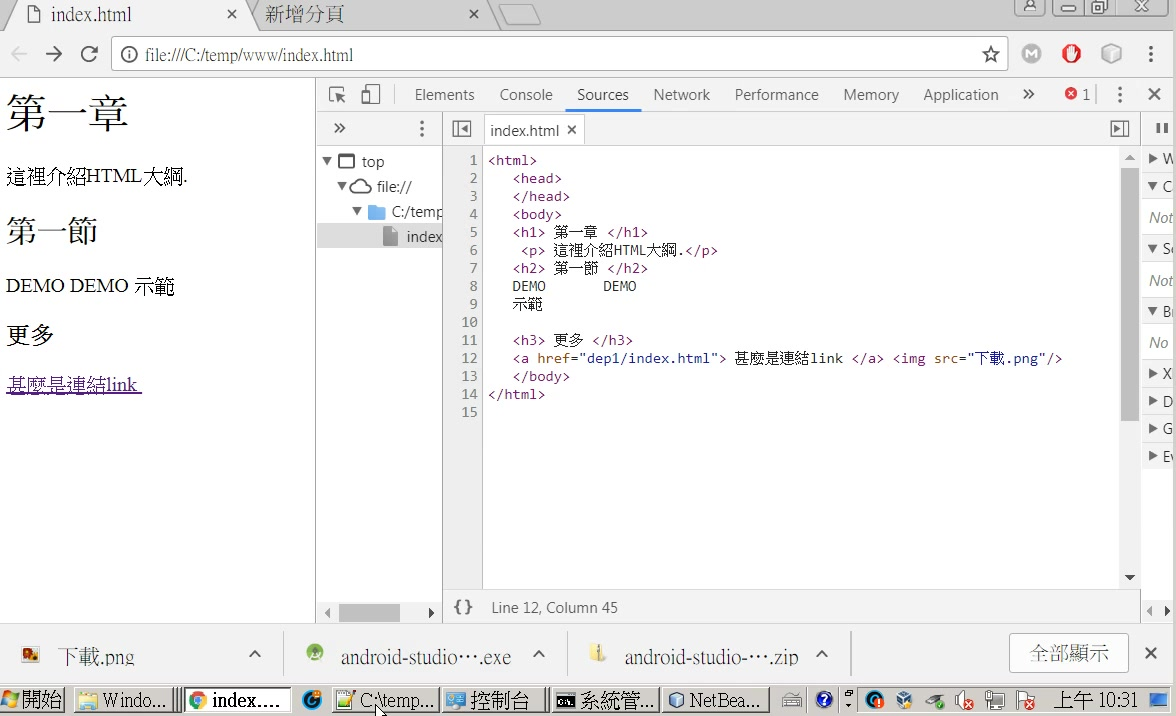 index.html
新增分頁
file:///C:/temp/www/index.html
第一章
這裡介紹HTML大綱.
第一節
DEMO DEMO 示範
更多
甚麼是連結link
Elements Console Sources Network Performance Memory Application » 1
»
top
file://
C:/temp
index
index.html
1 <html>
2 <head>
3 </head>
4 <body>
5 <h1> 第一章 </h1>
6 <p> 這裡介紹HTML大綱.</p>
7 <h2> 第一節 </h2>
8 DEMO DEMO
9 示範
10
11 <h3> 更多 </h3>
12 <a href="dep1/index.html"> 甚麼是連結link </a> <img src="下載.png"/>
13 </body>
14 </html>
15
{} Line 12, Column 45
W
C
Not
Sc
Not
Br
No
X
D
G
Ev
下載.png
android-studio-….exe
android-studio-….zip
全部顯示
開始 Windo... index.... C:\temp... 控制台 系統管... NetBea... 上午 10:31